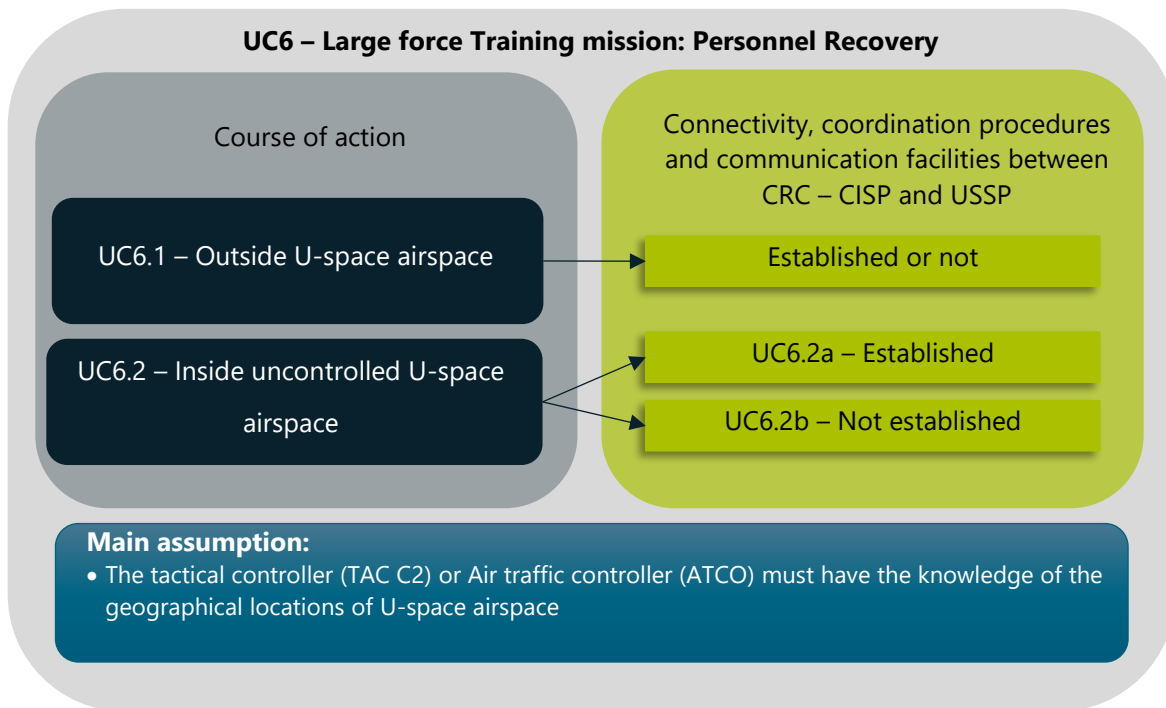 UC6 – Large force Training mission: Personnel Recovery
Course of action
UC6.1 – Outside U-space airspace
UC6.2 – Inside uncontrolled U-space
airspace
Connectivity, coordination procedures
and communication facilities between
CRC – CISP and USSP
Established or not
UC6.2a – Established
UC6.2b – Not established
Main assumption:
• The tactical controller (TAC C2) or Air traffic controller (ATCO) must have the knowledge of the
geographical locations of U-space airspace